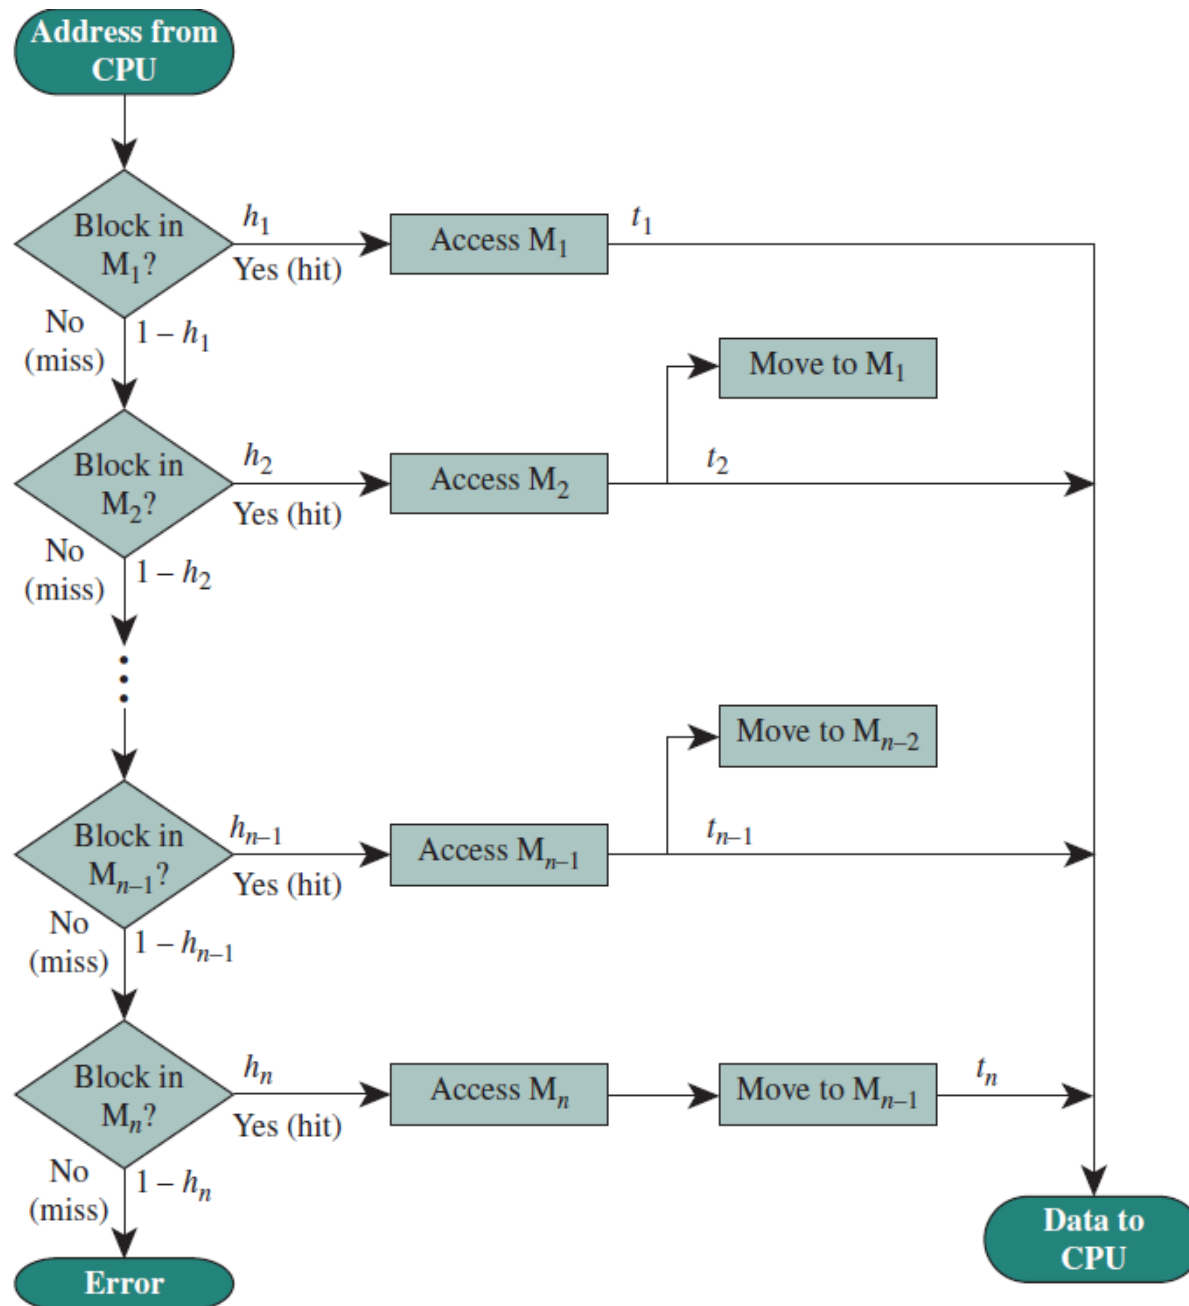 Address from
CPU
Block in
M₁?
h₁
Yes (hit)
Access M₁
t₁
No
(miss)
1 – h₁
Move to M₁
Block in
M₂?
h₂
Yes (hit)
Access M₂
t₂
No
(miss)
1 – h₂
Move to Mₙ₋₂
Block in
Mₙ₋₁?
hₙ₋₁
Yes (hit)
Access Mₙ₋₁
tₙ₋₁
No
(miss)
1 – hₙ₋₁
Block in
Mₙ?
hₙ
Yes (hit)
Access Mₙ
Move to Mₙ₋₁
tₙ
No
(miss)
1 – hₙ
Data to
CPU
Error